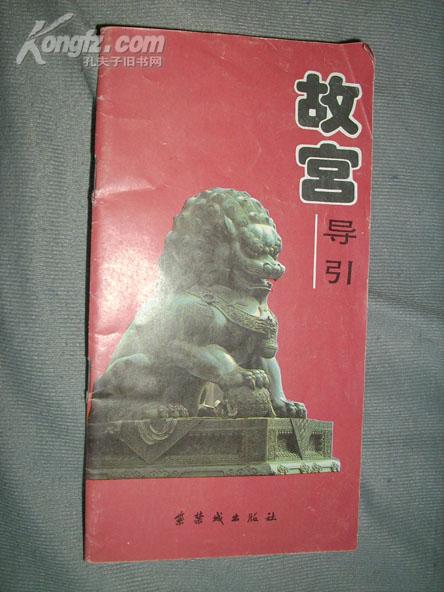 Kongfz.com
孔夫子旧书网
故宫
导引
紫禁城出版社